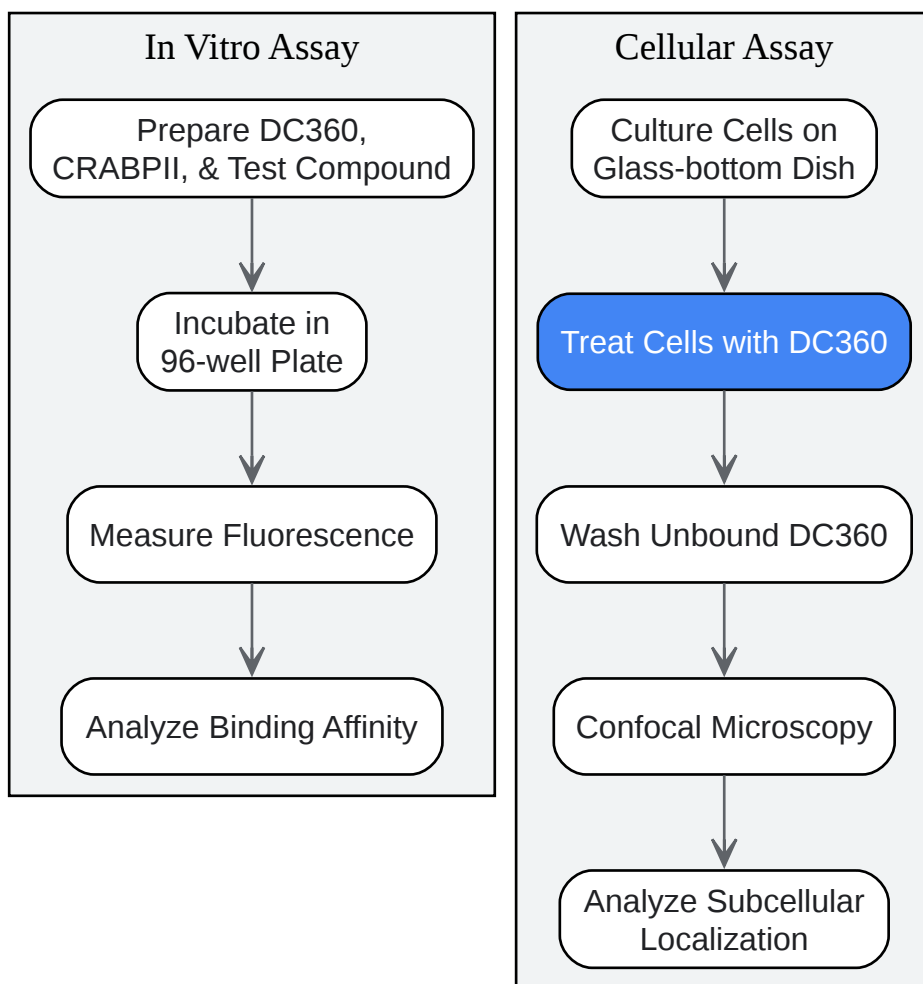 In Vitro Assay
Prepare DC360,
CRABPII, & Test Compound
Incubate in
96-well Plate
Measure Fluorescence
Analyze Binding Affinity
Cellular Assay
Culture Cells on
Glass-bottom Dish
Treat Cells with DC360
Wash Unbound DC360
Confocal Microscopy
Analyze Subcellular
Localization